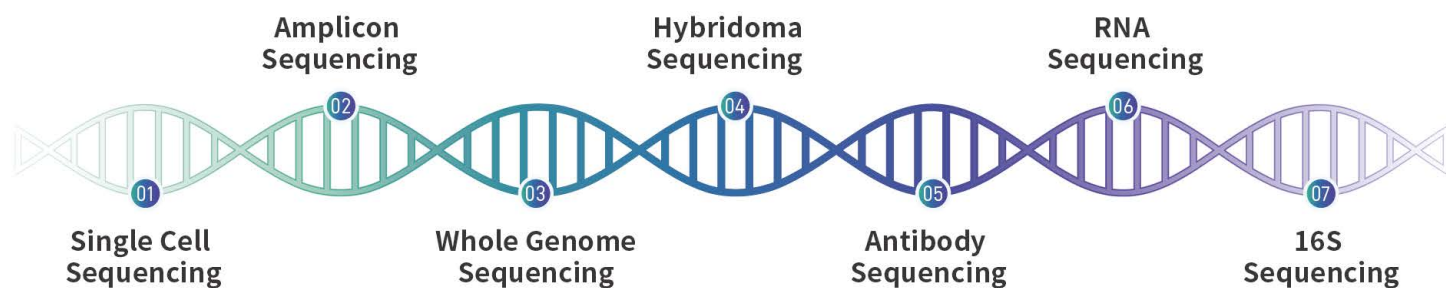 01
Single Cell
Sequencing
02
Amplicon
Sequencing
03
Whole Genome
Sequencing
04
Hybridoma
Sequencing
05
Antibody
Sequencing
06
RNA
Sequencing
07
16S
Sequencing